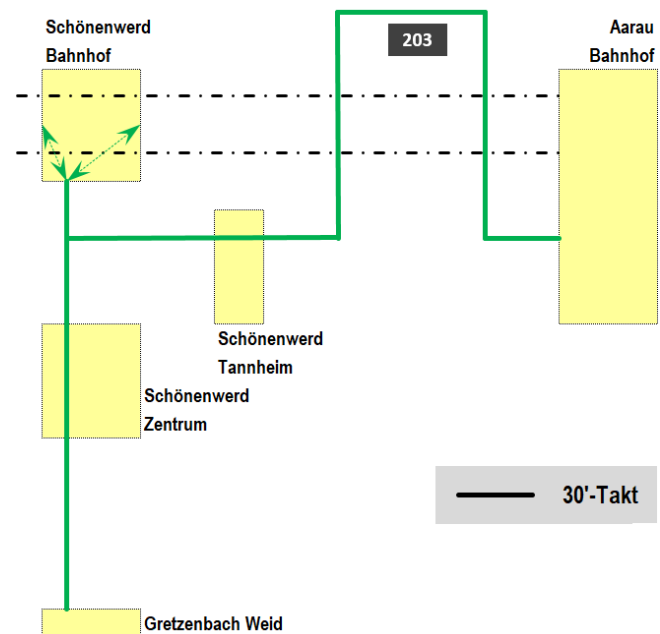 Schönenwerd
Bahnhof
203
Aarau
Bahnhof
Schönenwerd
Tannheim
Schönenwerd
Zentrum
30'-Takt
Gretzenbach Weid